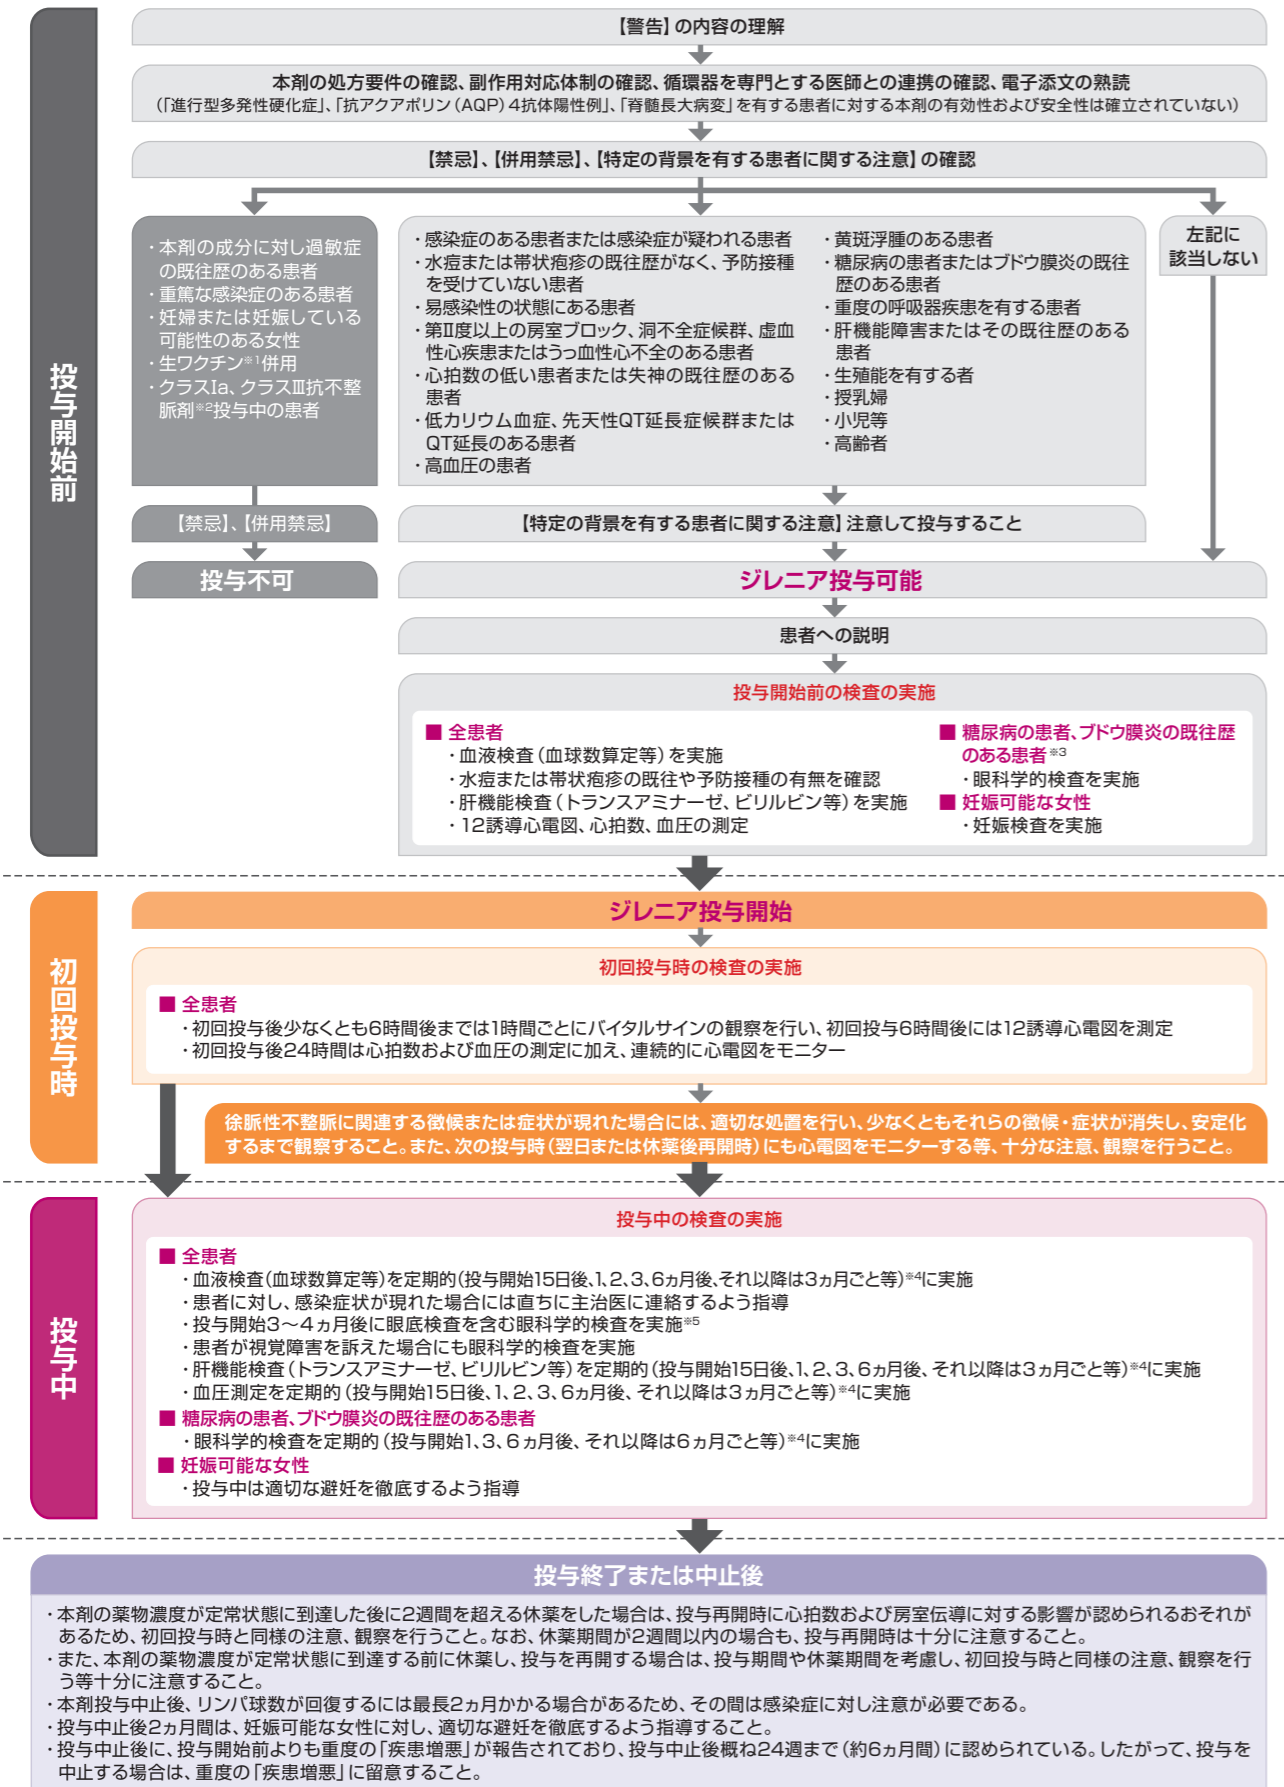 投与開始前
【警告】の内容の理解
本剤の処方要件の確認、副作用対応体制の確認、循環器を専門とする医師との連携の確認、電子添文の熟読
(「進行型多発性硬化症」、「抗アクアポリン(AQP)4抗体陽性例」、「脊髄長大病変」を有する患者に対する本剤の有効性および安全性は確立されていない)
【禁忌】、【併用禁忌】、【特定の背景を有する患者に関する注意】の確認
・本剤の成分に対し過敏症
の既往歴のある患者
・重篤な感染症のある患者
・妊婦または妊娠している
可能性のある女性
・生ワクチン※1併用
・クラスⅠa、クラスⅢ抗不整
脈剤※2投与中の患者
【禁忌】、【併用禁忌】
投与不可
・感染症のある患者または感染症が疑われる患者
・水痘または帯状疱疹の既往歴がなく、予防接種
を受けていない患者
・易感染性の状態にある患者
・第Ⅱ度以上の房室ブロック、洞不全症候群、虚血
性心疾患またはうっ血性心不全のある患者
・心拍数の低い患者または失神の既往歴のある
患者
・低カリウム血症、先天性QT延長症候群または
QT延長のある患者
・高血圧の患者
・黄斑浮腫のある患者
・糖尿病の患者またはブドウ膜炎の既往
歴のある患者
・重度の呼吸器疾患を有する患者
・肝機能障害またはその既往歴のある
患者
・生殖能を有する者
・授乳婦
・小児等
・高齢者
左記に
該当しない
【特定の背景を有する患者に関する注意】注意して投与すること
ジレニア投与可能
患者への説明
投与開始前の検査の実施
■ 全患者
・血液検査(血球数算定等)を実施
・水痘または帯状疱疹の既往や予防接種の有無を確認
・肝機能検査(トランスアミナーゼ、ビリルビン等)を実施
・12誘導心電図、心拍数、血圧の測定
■ 糖尿病の患者、ブドウ膜炎の既往歴
のある患者※3
・眼科学的検査を実施
■ 妊娠可能な女性
・妊娠検査を実施
初回投与時
ジレニア投与開始
初回投与時の検査の実施
■ 全患者
・初回投与後少なくとも6時間後までは1時間ごとにバイタルサインの観察を行い、初回投与6時間後には12誘導心電図を測定
・初回投与後24時間は心拍数および血圧の測定に加え、連続的に心電図をモニター
徐脈性不整脈に関連する徴候または症状が現れた場合には、適切な処置を行い、少なくともそれらの徴候・症状が消失し、安定化
するまで観察すること。また、次の投与時(翌日または休薬後再開時)にも心電図をモニターする等、十分な注意、観察を行うこと。
投与中
投与中の検査の実施
■ 全患者
・血液検査(血球数算定等)を定期的(投与開始15日後、1、2、3、6ヵ月後、それ以降は3ヵ月ごと等)※4に実施
・患者に対し、感染症状が現れた場合には直ちに主治医に連絡するよう指導
・投与開始3〜4ヵ月後に眼底検査を含む眼科学的検査を実施※5
・患者が視覚障害を訴えた場合にも眼科学的検査を実施
・肝機能検査(トランスアミナーゼ、ビリルビン等)を定期的(投与開始15日後、1、2、3、6ヵ月後、それ以降は3ヵ月ごと等)※4に実施
・血圧測定を定期的(投与開始15日後、1、2、3、6ヵ月後、それ以降は3ヵ月ごと等)※4に実施
■ 糖尿病の患者、ブドウ膜炎の既往歴のある患者
・眼科学的検査を定期的(投与開始1、3、6ヵ月後、それ以降は6ヵ月ごと等)※4に実施
■ 妊娠可能な女性
・投与中は適切な避妊を徹底するよう指導
投与終了または中止後
・本剤の薬物濃度が定常状態に到達した後に2週間を超える休薬をした場合は、投与再開時に心拍数および房室伝導に対する影響が認められるおそれが
あるため、初回投与時と同様の注意、観察を行うこと。なお、休薬期間が2週間以内の場合も、投与再開時は十分に注意すること。
・また、本剤の薬物濃度が定常状態に到達する前に休薬し、投与を再開する場合は、投与期間や休薬期間を考慮し、初回投与時と同様の注意、観察を行
う等十分に注意すること。
・本剤投与中止後、リンパ球数が回復するには最長2ヵ月かかる場合があるため、その間は感染症に対し注意が必要である。
・投与中止後2ヵ月間は、妊娠可能な女性に対し、適切な避妊を徹底するよう指導すること。
・投与中止後に、投与開始前よりも重度の「疾患増悪」が報告されており、投与中止後概ね24週まで(約6ヵ月間)に認められている。したがって、投与を
中止する場合は、重度の「疾患増悪」に留意すること。